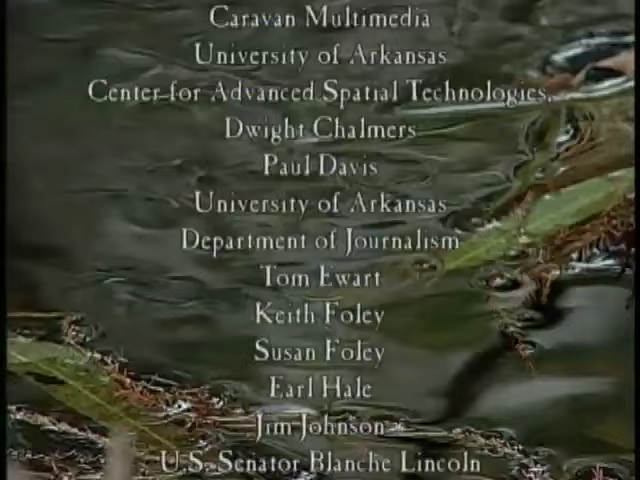 Caravan Multimedia
University of Arkansas
Center for Advanced Spatial Technologies,
Dwight Chalmers
Paul Davis
University of Arkansas
Department of Journalism
Tom Ewart
Keith Foley
Susan Foley
Earl Hale
Jim Johnson
U.S. Senator Blanche Lincoln